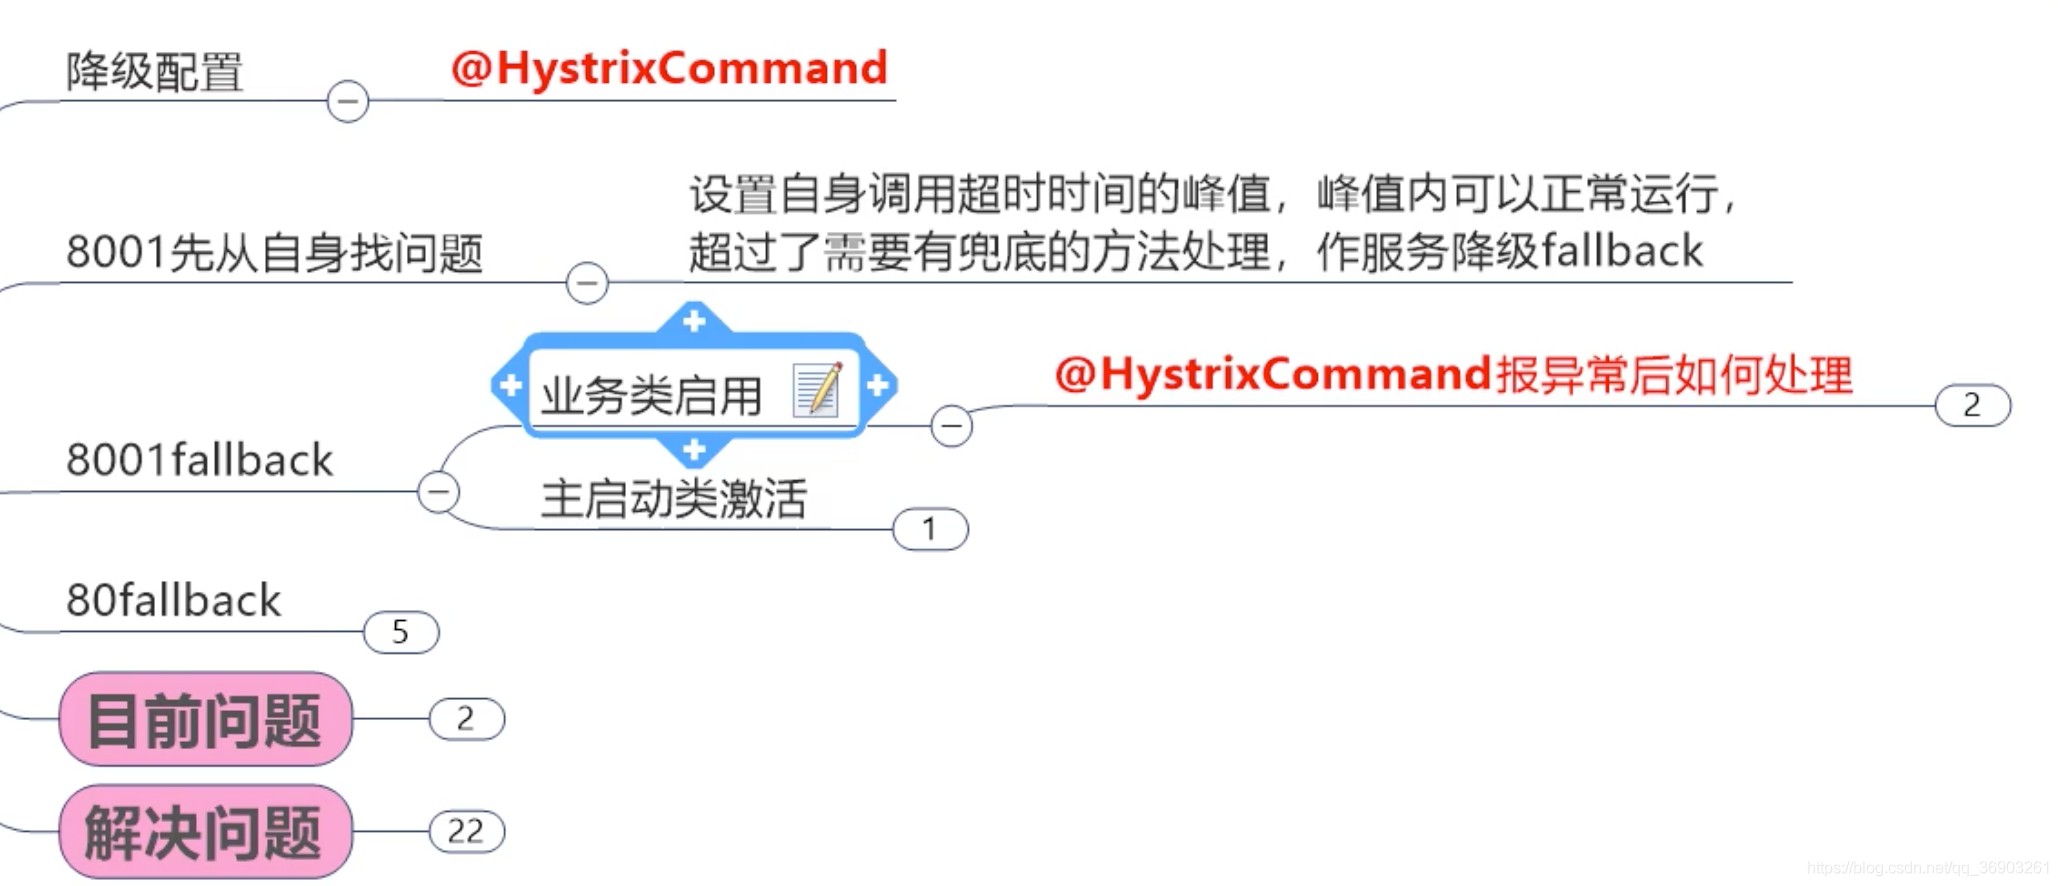 降级配置
@HystrixCommand
8001先从自身找问题
设置自身调用超时时间的峰值，峰值内可以正常运行，
超过了需要有兜底的方法处理，作服务降级fallback
8001fallback
业务类启用
@HystrixCommand报异常后如何处理
2
主启动类激活
1
80fallback
5
目前问题
2
解决问题
22
https://blog.csdn.net/qq_36903261